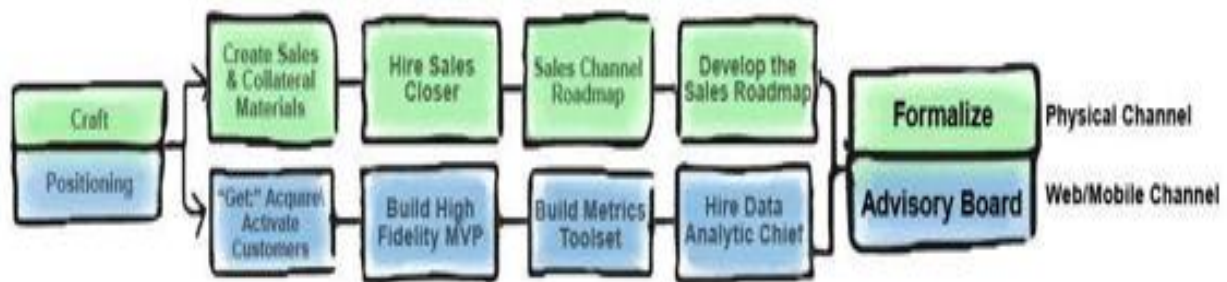 Craft
Positioning
Create Sales
& Collateral
Materials
Hire Sales
Closer
Sales Channel
Roadmap
Develop the
Sales Roadmap
"Get:" Acquire\
Activate
Customers
Build High
Fidelity MVP
Build Metrics
Toolset
Hire Data
Analytic Chief
Formalize
Advisory Board
Physical Channel
Web/Mobile Channel